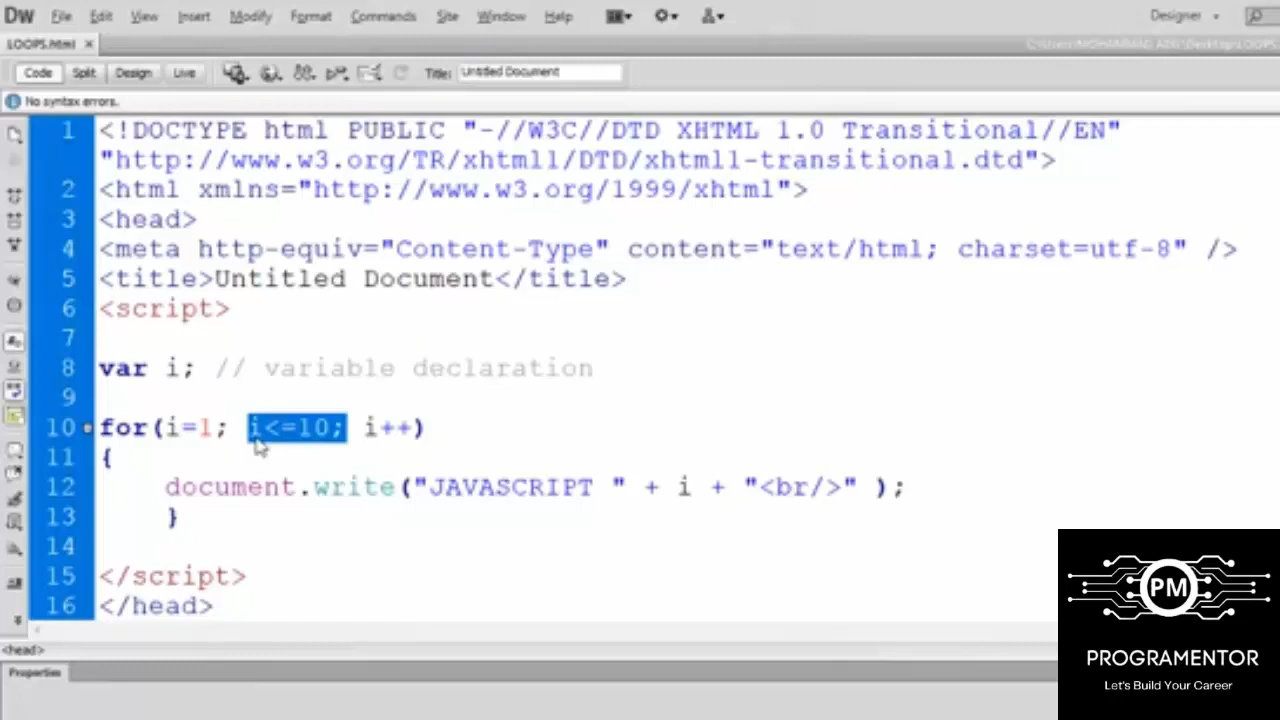 Dw File Edit View Insert Modify Format Commands Site Window Help Designer
LOOPS.html ×
Code Split Design Live Title: Untitled Document
No syntax errors.
1 <!DOCTYPE html PUBLIC "-//W3C//DTD XHTML 1.0 Transitional//EN"
"http://www.w3.org/TR/xhtml1/DTD/xhtml1-transitional.dtd">
2 <html xmlns="http://www.w3.org/1999/xhtml">
3 <head>
4 <meta http-equiv="Content-Type" content="text/html; charset=utf-8" />
5 <title>Untitled Document</title>
6 <script>
7
8 var i; // variable declaration
9
10 for(i=1; i<=10; i++)
11 {
12 document.write("JAVASCRIPT " + i + "<br/>" );
13 }
14
15 </script>
16 </head>
<head>
Properties
PM
PROGRAMENTOR
Let's Build Your Career